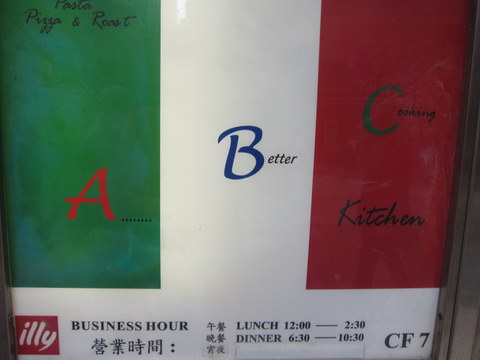 Pasta
Pizza & Roast
A........
Better
Cooking
Kitchen
illy
BUSINESS HOUR
營業時間：
午餐 LUNCH 12:00 — 2:30
晚餐 DINNER 6:30 — 10:30
宵夜
CF 7